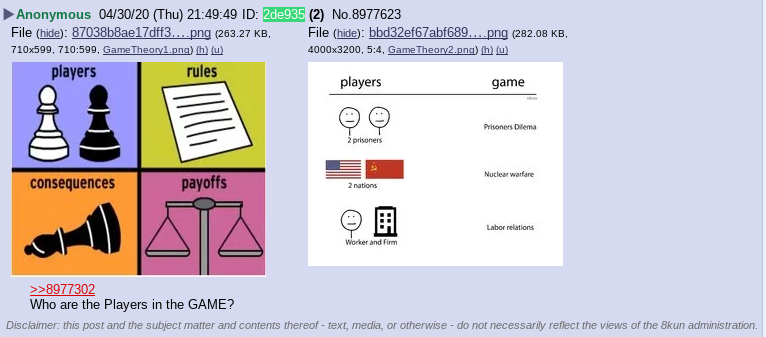 Anonymous 04/30/20 (Thu) 21:49:49 ID: 2de935 (2) No.8977623
File (hide): 87038b8ae17dff3….png (263.27 KB, 710x599, 710:599, GameTheory1.png) (h) (u)
File (hide): bbd32ef67abf689….png (282.08 KB, 4000x3200, 5:4, GameTheory2.png) (h) (u)
players
rules
consequences
payoffs
players game
2 prisoners
Prisoners Dilema
2 nations
Nuclear warfare
Worker and Firm
Labor relations
>>8977302
Who are the Players in the GAME?
Disclaimer: this post and the subject matter and contents thereof - text, media, or otherwise - do not necessarily reflect the views of the 8kun administration.